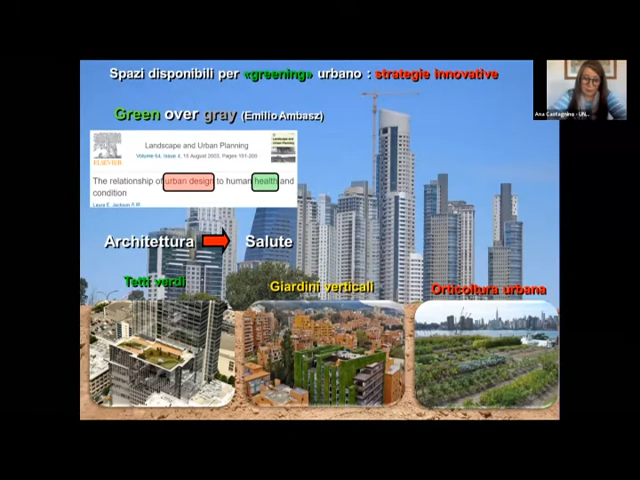 Spazi disponibili per «greening» urbano : strategie innovative
Ana Castagnino - UN...
Green over gray (Emilio Ambasz)
Landscape and Urban Planning
Volume 64, Issue 4, 15 August 2003, Pages 191-200
ELSEVIER
The relationship of urban design to human health and
condition
Laura E. Jackson
Architettura
Salute
Tetti verdi
Giardini verticali
Orticoltura urbana